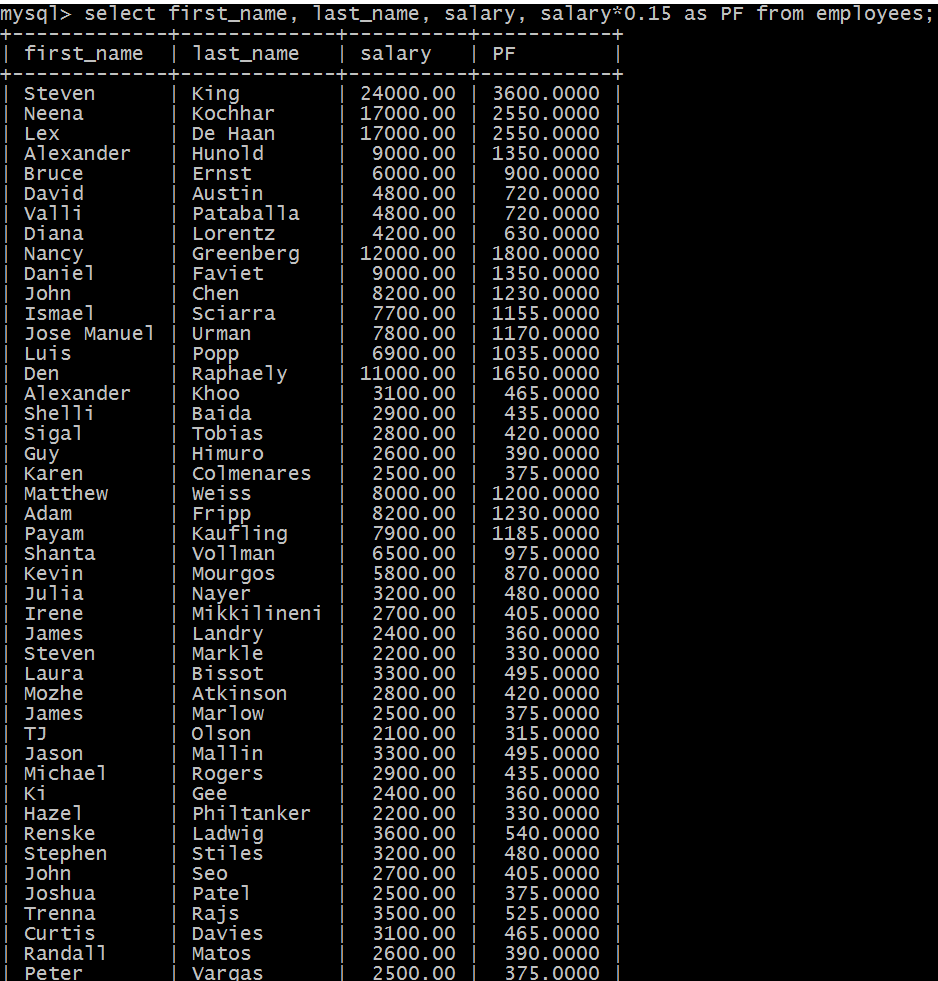 mysql> select first_name, last_name, salary, salary*0.15 as PF from employees;
+-------------+-------------+----------+-----------+
| first_name  | last_name   | salary   | PF        |
+-------------+-------------+----------+-----------+
| Steven      | King        | 24000.00 | 3600.0000 |
| Neena       | Kochhar     | 17000.00 | 2550.0000 |
| Lex         | De Haan     | 17000.00 | 2550.0000 |
| Alexander   | Hunold      |  9000.00 | 1350.0000 |
| Bruce       | Ernst       |  6000.00 |  900.0000 |
| David       | Austin      |  4800.00 |  720.0000 |
| Valli       | Pataballa   |  4800.00 |  720.0000 |
| Diana       | Lorentz     |  4200.00 |  630.0000 |
| Nancy       | Greenberg   | 12000.00 | 1800.0000 |
| Daniel      | Faviet      |  9000.00 | 1350.0000 |
| John        | Chen        |  8200.00 | 1230.0000 |
| Ismael      | Sciarra     |  7700.00 | 1155.0000 |
| Jose Manuel | Urman       |  7800.00 | 1170.0000 |
| Luis        | Popp        |  6900.00 | 1035.0000 |
| Den         | Raphaely    | 11000.00 | 1650.0000 |
| Alexander   | Khoo        |  3100.00 |  465.0000 |
| Shelli      | Baida       |  2900.00 |  435.0000 |
| Sigal       | Tobias      |  2800.00 |  420.0000 |
| Guy         | Himuro      |  2600.00 |  390.0000 |
| Karen       | Colmenares  |  2500.00 |  375.0000 |
| Matthew     | Weiss       |  8000.00 | 1200.0000 |
| Adam        | Fripp       |  8200.00 | 1230.0000 |
| Payam       | Kaufling    |  7900.00 | 1185.0000 |
| Shanta      | Vollman     |  6500.00 |  975.0000 |
| Kevin       | Mourgos     |  5800.00 |  870.0000 |
| Julia       | Nayer       |  3200.00 |  480.0000 |
| Irene       | Mikkilineni |  2700.00 |  405.0000 |
| James       | Landry      |  2400.00 |  360.0000 |
| Steven      | Markle      |  2200.00 |  330.0000 |
| Laura       | Bissot      |  3300.00 |  495.0000 |
| Mozhe       | Atkinson    |  2800.00 |  420.0000 |
| James       | Marlow      |  2500.00 |  375.0000 |
| TJ          | Olson       |  2100.00 |  315.0000 |
| Jason       | Mallin      |  3300.00 |  495.0000 |
| Michael     | Rogers      |  2900.00 |  435.0000 |
| Ki          | Gee         |  2400.00 |  360.0000 |
| Hazel       | Philtanker  |  2200.00 |  330.0000 |
| Renske      | Ladwig      |  3600.00 |  540.0000 |
| Stephen     | Stiles      |  3200.00 |  480.0000 |
| John        | Seo         |  2700.00 |  405.0000 |
| Joshua      | Patel       |  2500.00 |  375.0000 |
| Trenna      | Rajs        |  3500.00 |  525.0000 |
| Curtis      | Davies      |  3100.00 |  465.0000 |
| Randall     | Matos       |  2600.00 |  390.0000 |
| Peter       | Vargas      |  2500.00 |  375.0000 |